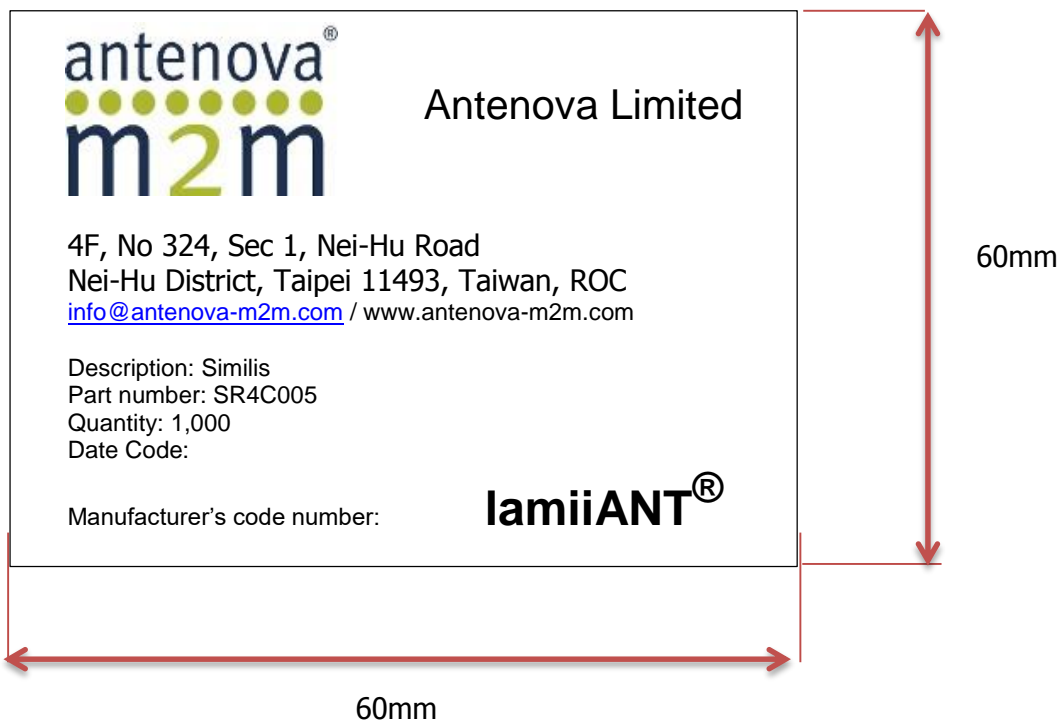 antenova®
m2m
Antenova Limited
4F, No 324, Sec 1, Nei-Hu Road
Nei-Hu District, Taipei 11493, Taiwan, ROC
info@antenova-m2m.com / www.antenova-m2m.com
Description: Similis
Part number: SR4C005
Quantity: 1,000
Date Code:
Manufacturer’s code number:
lamiiANT®
60mm
60mm